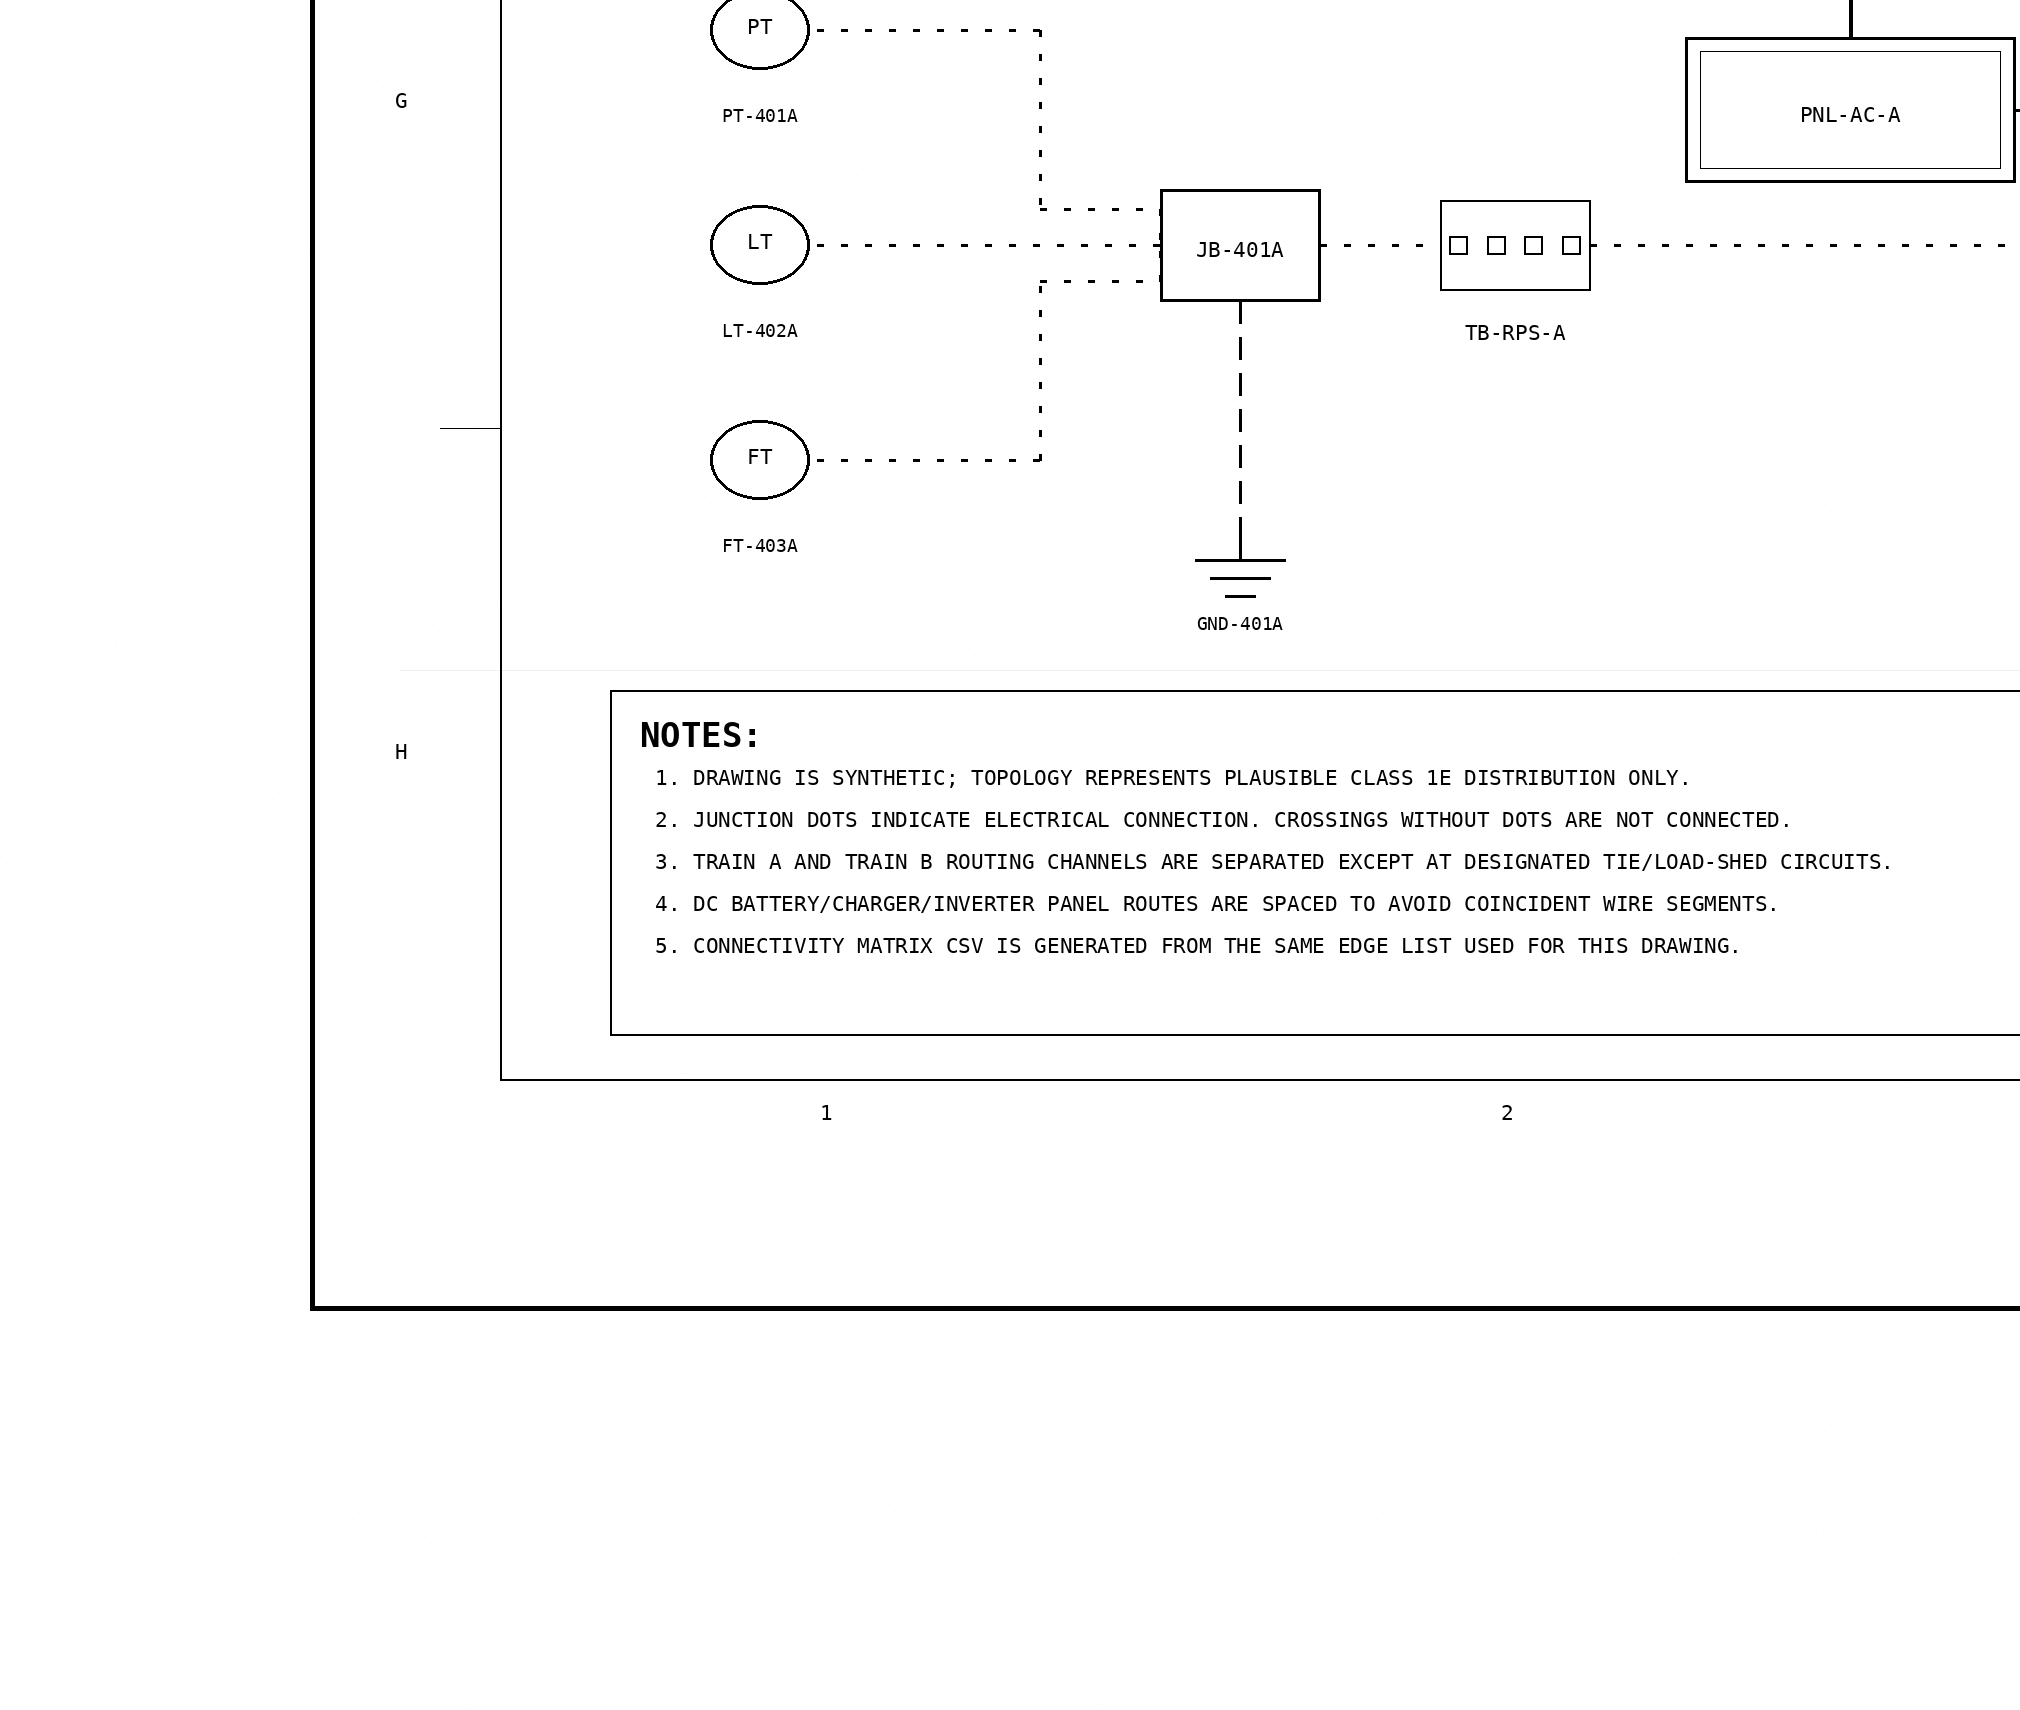 PT
G
PT-401A
PNL-AC-A
LT
JB-401A
LT-402A
TB-RPS-A
FT
FT-403A
GND-401A
NOTES:
H
1. DRAWING IS SYNTHETIC; TOPOLOGY REPRESENTS PLAUSIBLE CLASS 1E DISTRIBUTION ONLY.
2. JUNCTION DOTS INDICATE ELECTRICAL CONNECTION. CROSSINGS WITHOUT DOTS ARE NOT CONNECTED.
3. TRAIN A AND TRAIN B ROUTING CHANNELS ARE SEPARATED EXCEPT AT DESIGNATED TIE/LOAD-SHED CIRCUITS.
4. DC BATTERY/CHARGER/INVERTER PANEL ROUTES ARE SPACED TO AVOID COINCIDENT WIRE SEGMENTS.
5. CONNECTIVITY MATRIX CSV IS GENERATED FROM THE SAME EDGE LIST USED FOR THIS DRAWING.
1
2